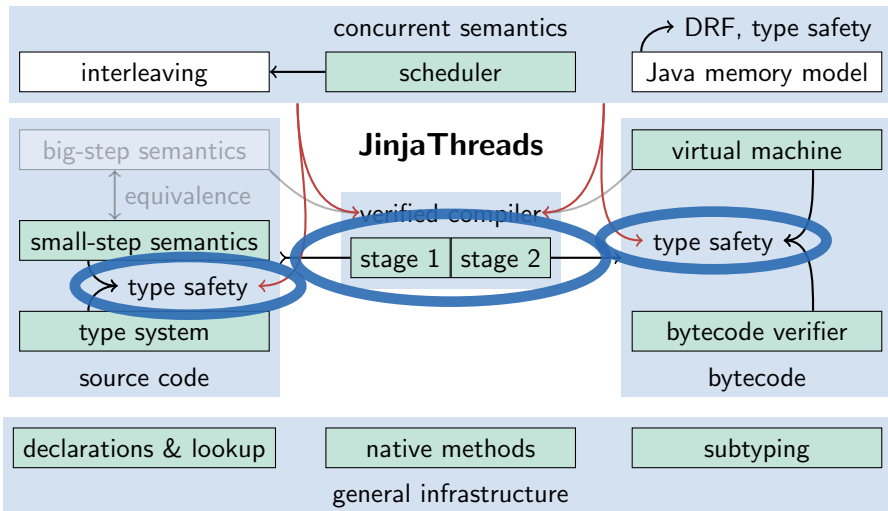 concurrent semantics
DRF, type safety
interleaving
scheduler
Java memory model
JinjaThreads
big-step semantics
virtual machine
equivalence
verified compiler
small-step semantics
stage 1
stage 2
type safety
type safety
type system
bytecode verifier
source code
bytecode
declarations & lookup
native methods
subtyping
general infrastructure